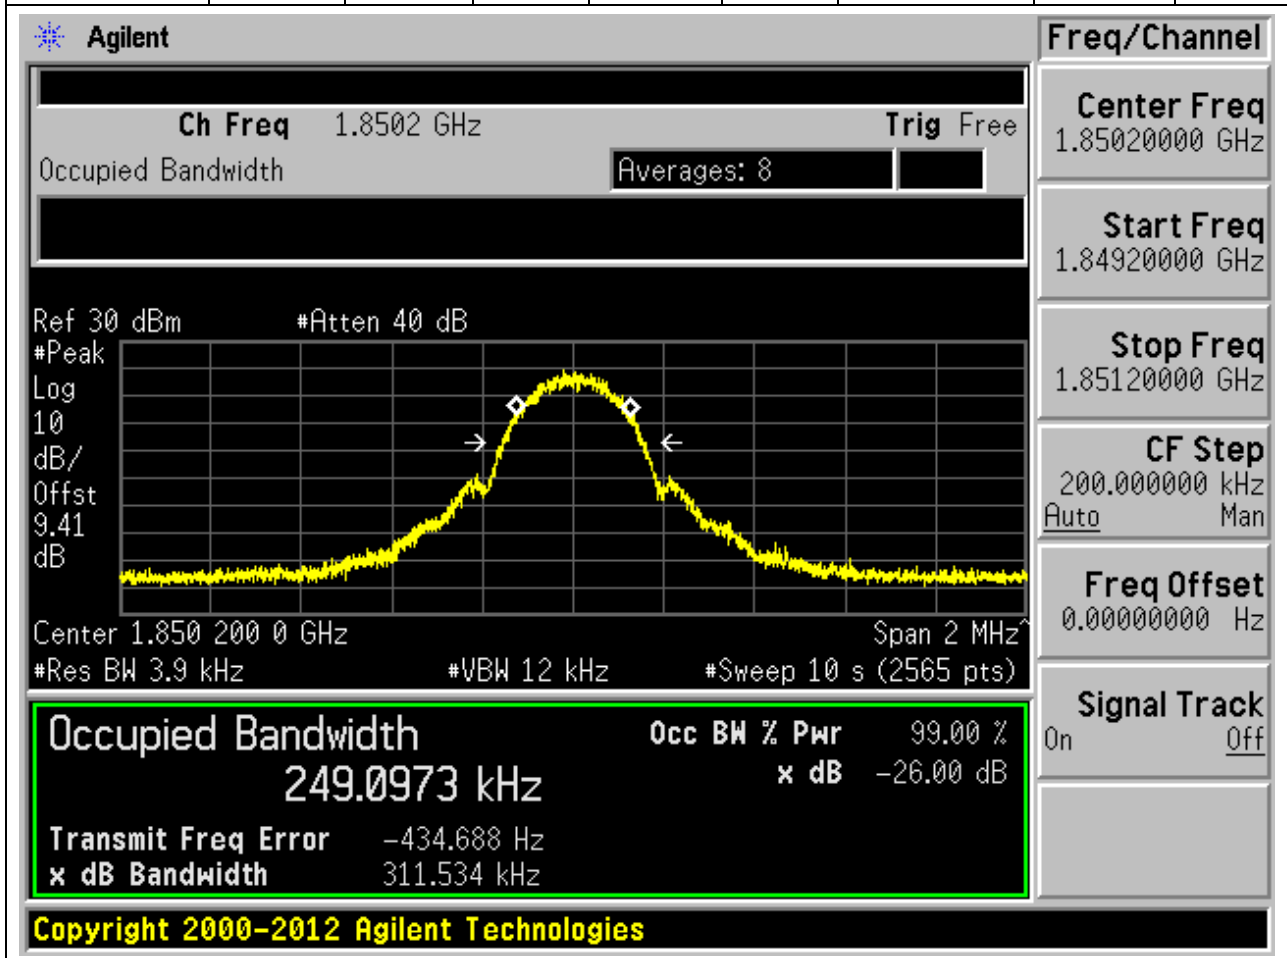 Agilent
Freq/Channel
Ch Freq 1.8502 GHz Trig Free
Occupied Bandwidth Averages: 8
Center Freq
1.85020000 GHz
Start Freq
1.84920000 GHz
Stop Freq
1.85120000 GHz
CF Step
200.000000 kHz
Auto Man
Freq Offset
0.00000000 Hz
Signal Track
On Off
Ref 30 dBm #Atten 40 dB
#Peak
Log
10
dB/
Offst
9.41
dB
Center 1.850 200 0 GHz Span 2 MHz^
#Res BW 3.9 kHz #VBW 12 kHz #Sweep 10 s (2565 pts)
Occupied Bandwidth Occ BW % Pwr 99.00 %
249.0973 kHz x dB -26.00 dB
Transmit Freq Error -434.688 Hz
x dB Bandwidth 311.534 kHz
Copyright 2000-2012 Agilent Technologies